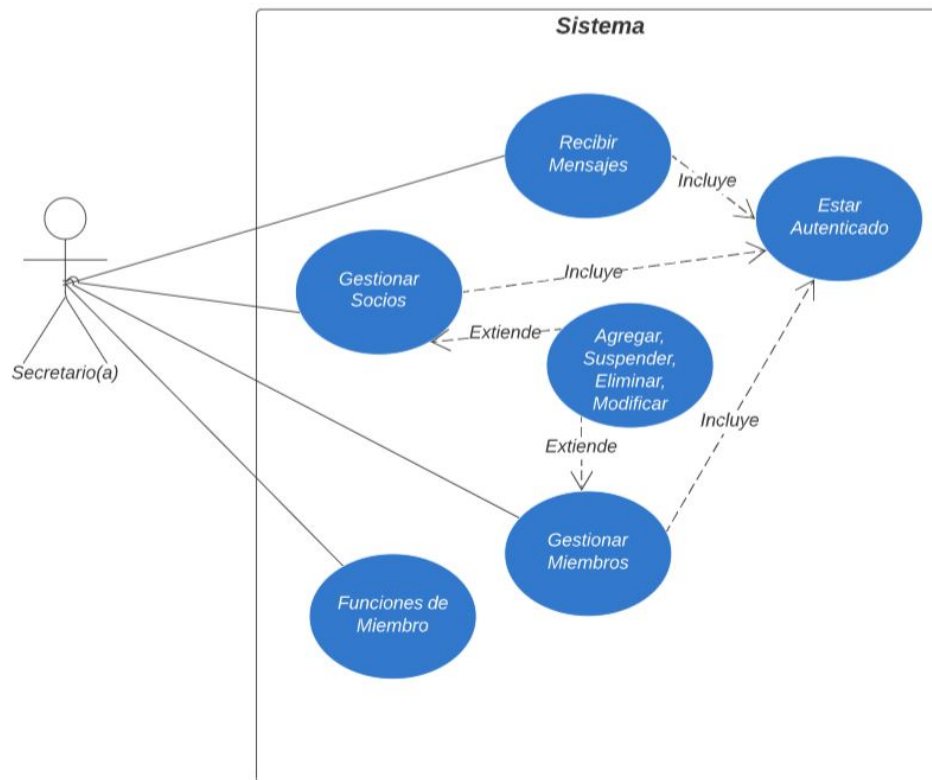 Sistema
Recibir
Mensajes
Incluye
Estar
Autenticado
Gestionar
Socios
Incluye
Secretario(a)
Extiende
Agregar,
Suspender,
Eliminar,
Modificar
Incluye
Extiende
Gestionar
Miembros
Funciones de
Miembro